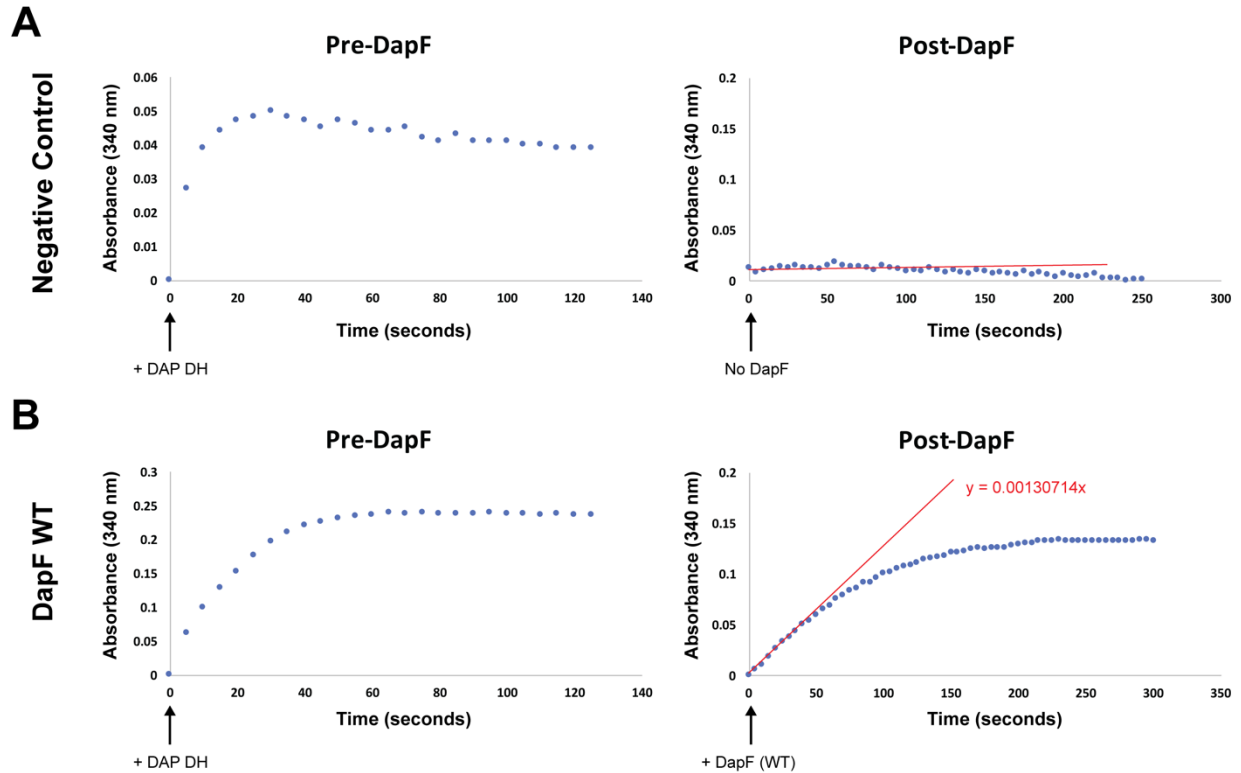 A
Negative Control
Pre-DapF
Absorbance (340 nm)
0.06
0.05
0.04
0.03
0.02
0.01
0
0 20 40 60 80 100 120 140
Time (seconds)
+ DAP DH
Post-DapF
Absorbance (340 nm)
0.2
0.15
0.1
0.05
0
0 50 100 150 200 250 300
Time (seconds)
No DapF
B
DapF WT
Pre-DapF
Absorbance (340 nm)
0.3
0.25
0.2
0.15
0.1
0.05
0
0 20 40 60 80 100 120 140
Time (seconds)
+ DAP DH
Post-DapF
Absorbance (340 nm)
0.2
0.15
0.1
0.05
0
y = 0.00130714x
0 50 100 150 200 250 300 350
Time (seconds)
+ DapF (WT)